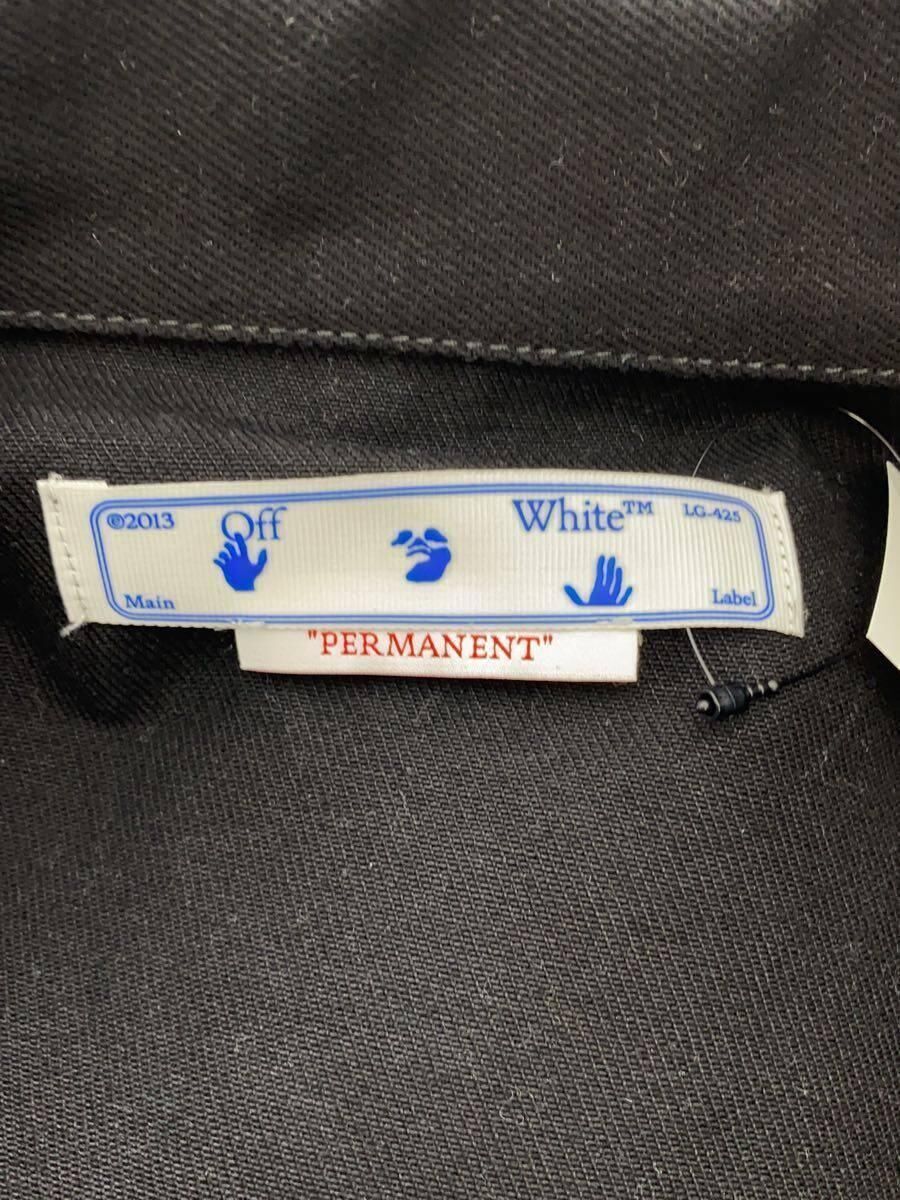 ©2013 Off White™ LG-425
Main Label
"PERMANENT"